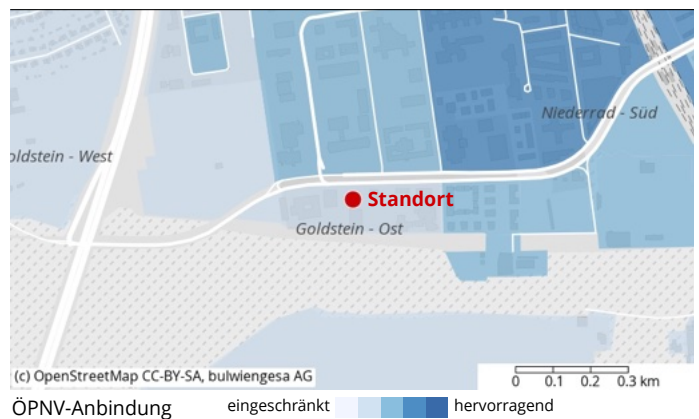 Niederrad - Süd
oldstein - West
Standort
Goldstein - Ost
(c) OpenStreetMap CC-BY-SA, bulwiengesa AG
0 0.1 0.2 0.3 km
ÖPNV-Anbindung eingeschränkt hervorragend